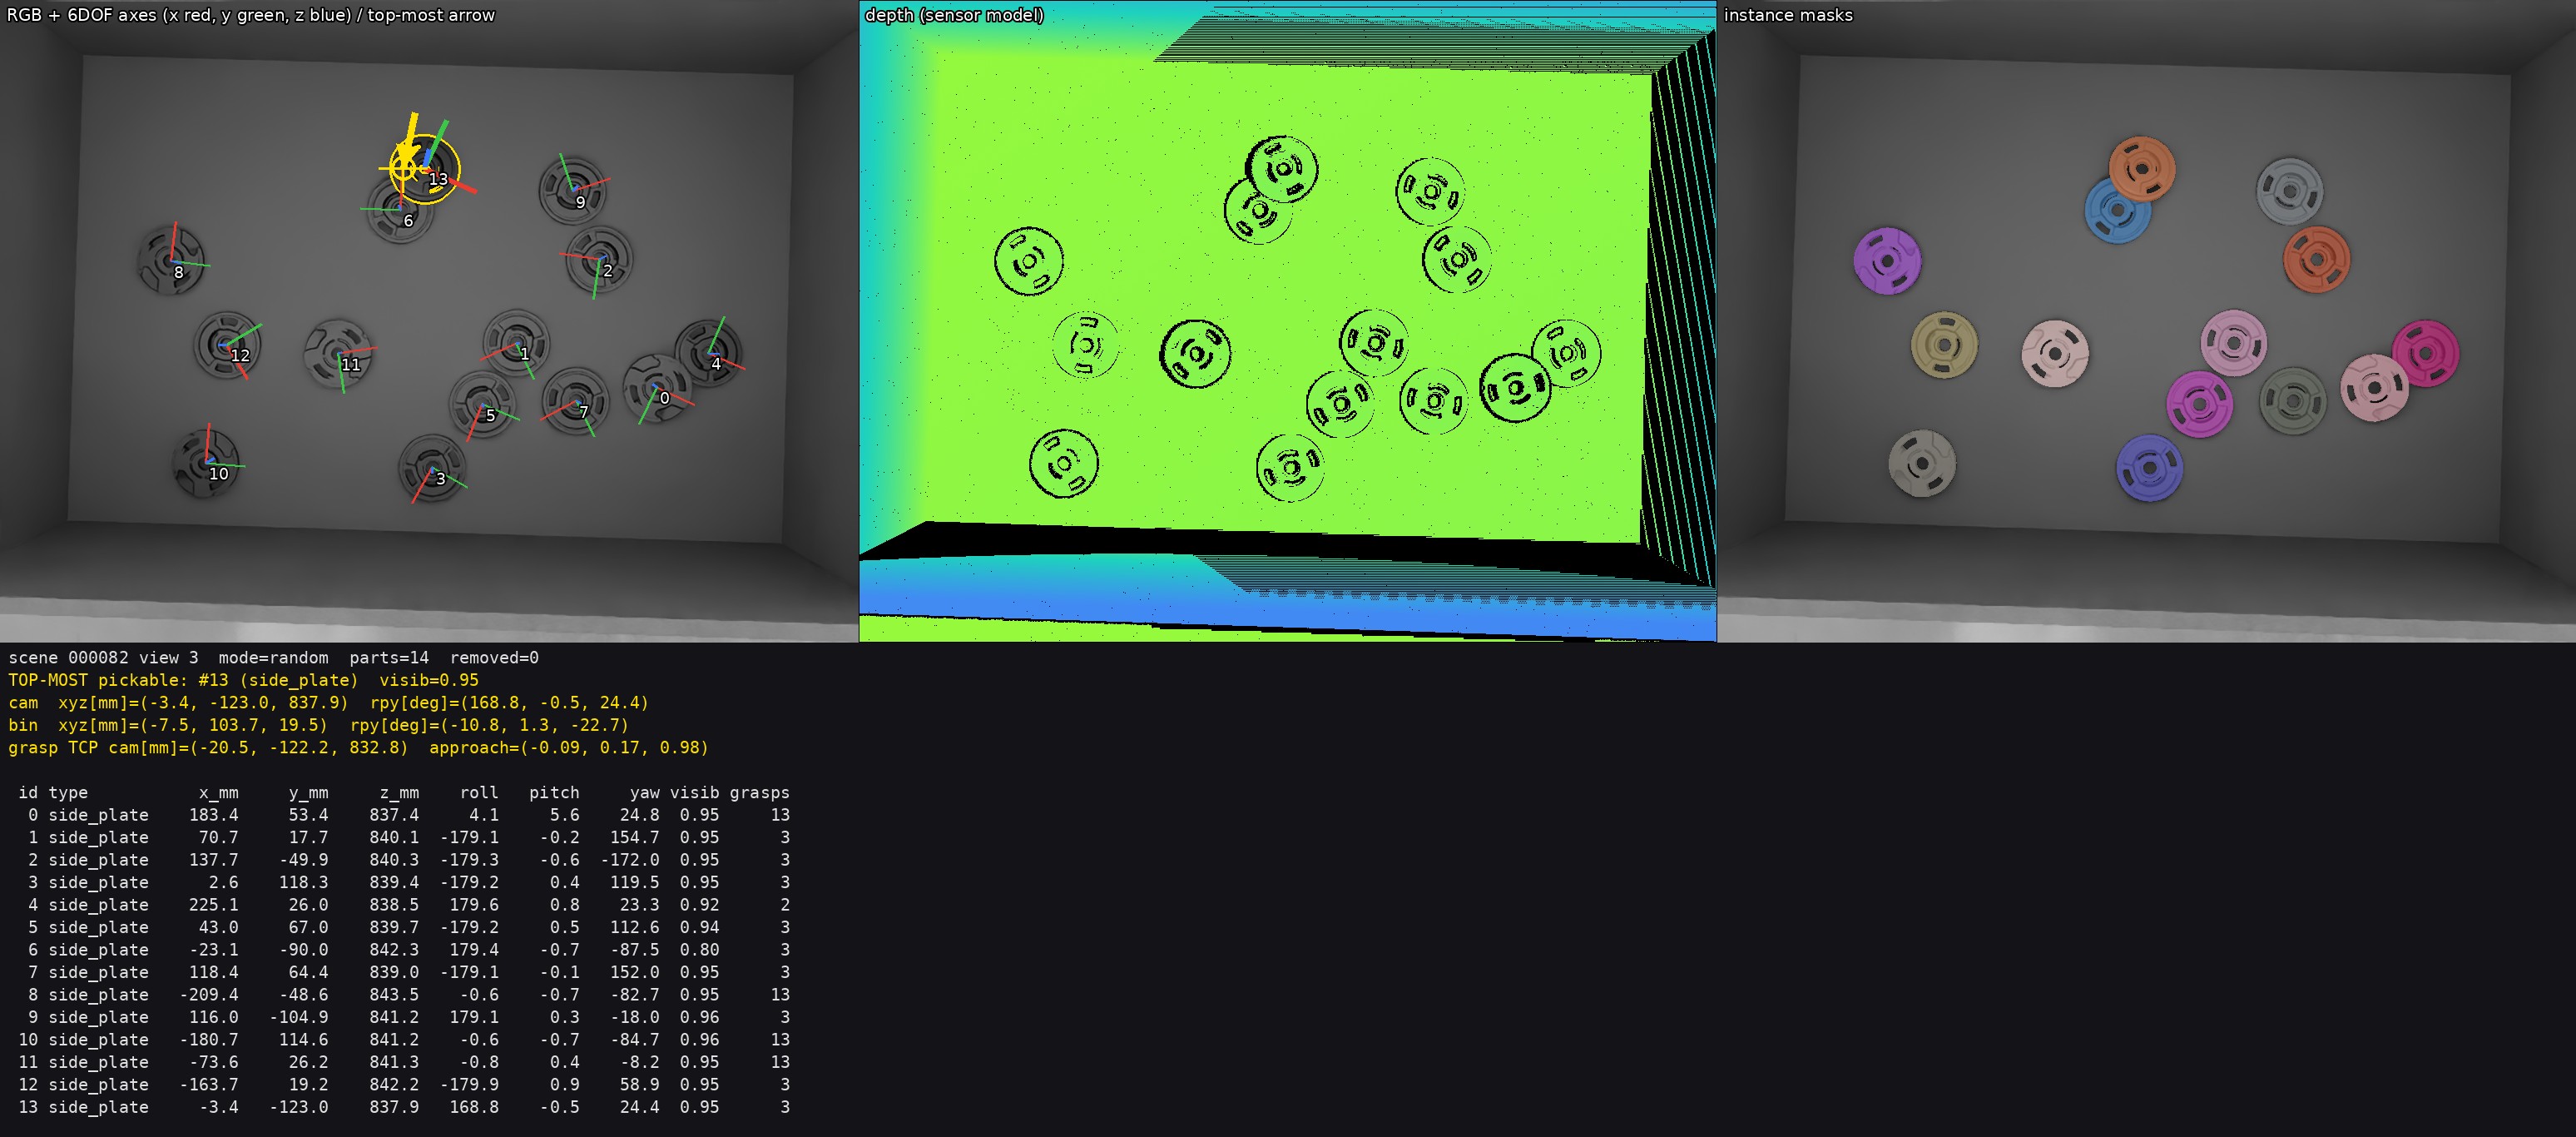 RGB + 6DOF axes (x red, y green, z blue) / top-most arrow
depth (sensor model)
instance masks
13
6
9
8
2
12
11
1
4
5
7
0
10
3
scene 000082 view 3  mode=random  parts=14  removed=0
TOP-MOST pickable: #13 (side_plate)  visib=0.95
cam  xyz[mm]=(-3.4, -123.0, 837.9)  rpy[deg]=(168.8, -0.5, 24.4)
bin  xyz[mm]=(-7.5, 103.7, 19.5)  rpy[deg]=(-10.8, 1.3, -22.7)
grasp TCP cam[mm]=(-20.5, -122.2, 832.8)  approach=(-0.09, 0.17, 0.98)
id type x_mm y_mm z_mm roll pitch yaw visib grasps
0 side_plate 183.4 53.4 837.4 4.1 5.6 24.8 0.95 13
1 side_plate 70.7 17.7 840.1 -179.1 -0.2 154.7 0.95 3
2 side_plate 137.7 -49.9 840.3 -179.3 -0.6 -172.0 0.95 3
3 side_plate 2.6 118.3 839.4 -179.2 0.4 119.5 0.95 3
4 side_plate 225.1 26.0 838.5 179.6 0.8 23.3 0.92 2
5 side_plate 43.0 67.0 839.7 -179.2 0.5 112.6 0.94 3
6 side_plate -23.1 -90.0 842.3 179.4 -0.7 -87.5 0.80 3
7 side_plate 118.4 64.4 839.0 -179.1 -0.1 152.0 0.95 3
8 side_plate -209.4 -48.6 843.5 -0.6 -0.7 -82.7 0.95 13
9 side_plate 116.0 -104.9 841.2 179.1 0.3 -18.0 0.96 3
10 side_plate -180.7 114.6 841.2 -0.6 -0.7 -84.7 0.96 13
11 side_plate -73.6 26.2 841.3 -0.8 0.4 -8.2 0.95 13
12 side_plate -163.7 19.2 842.2 -179.9 0.9 58.9 0.95 3
13 side_plate -3.4 -123.0 837.9 168.8 -0.5 24.4 0.95 3